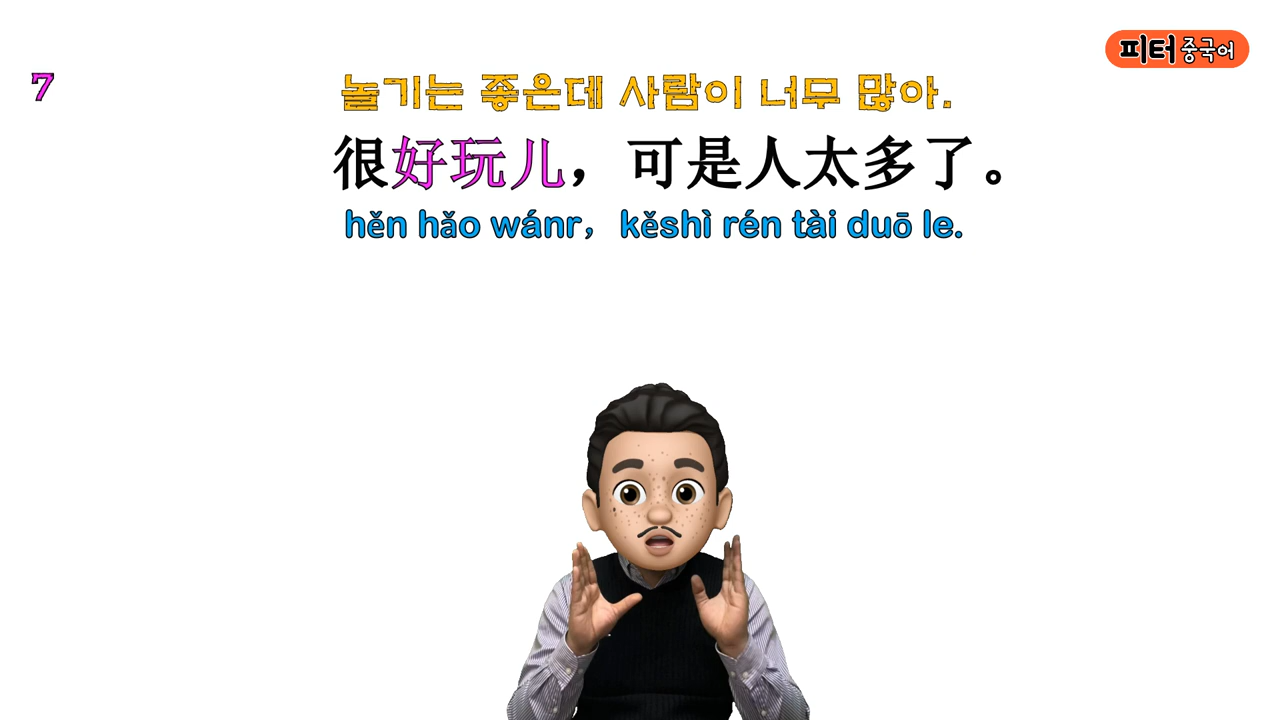 피터 중국어
7
놀기는 좋은데 사람이 너무 많아.
很好玩儿，可是人太多了。
hěn hǎo wánr，kěshì rén tài duō le.